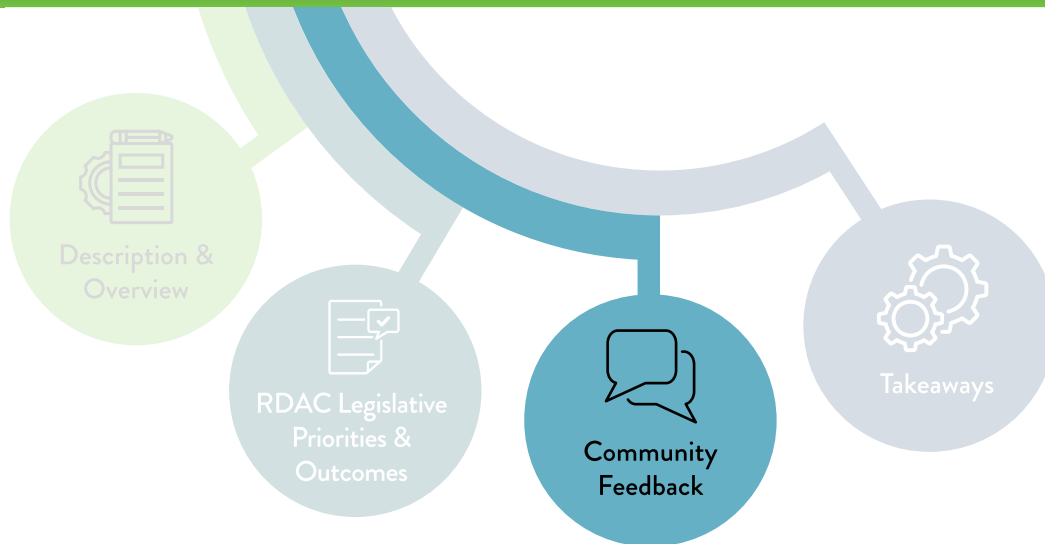 Description &
Overview
RDAC Legislative
Priorities &
Outcomes
Community
Feedback
Takeaways